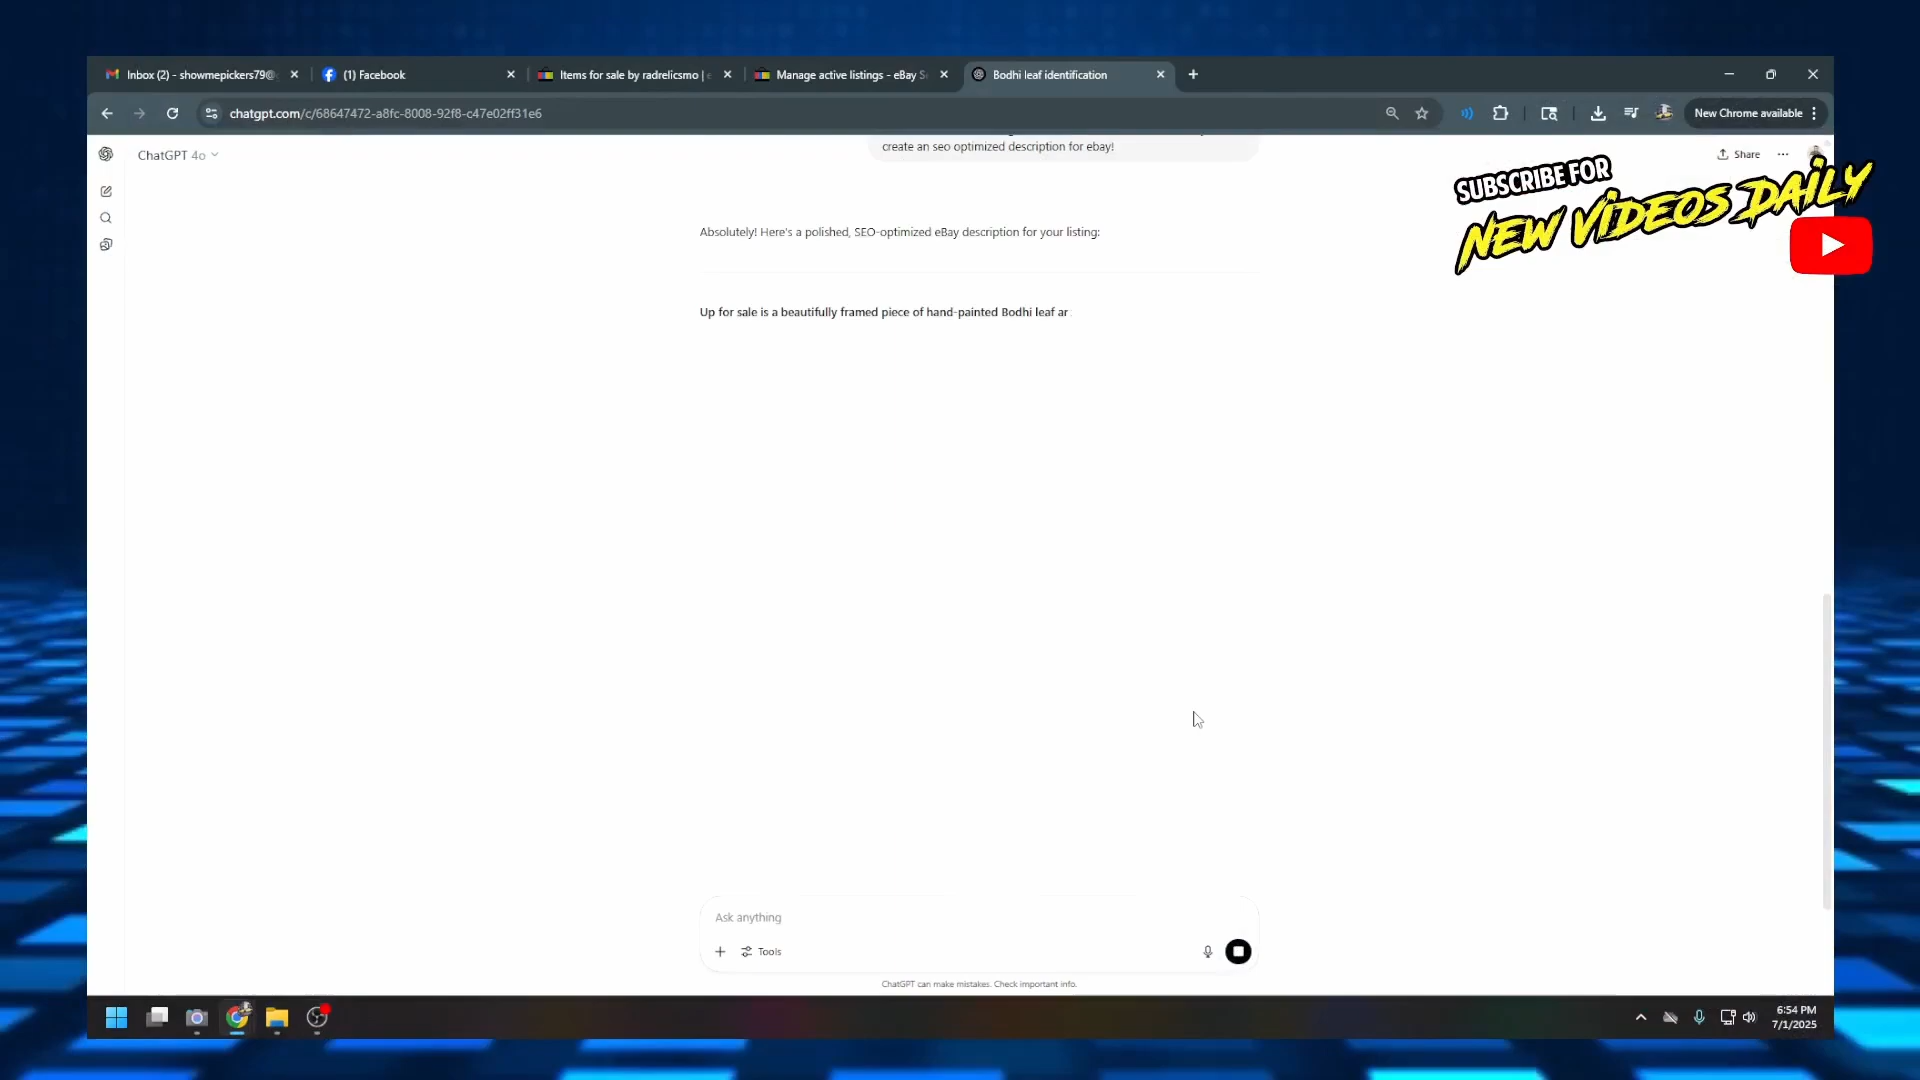 Inbox (2) - showmepickers79@
(1) Facebook
Items for sale by radrelicsmo |
Manage active listings - eBay S
Bodhi leaf identification
chatgpt.com/c/68647472-a8fc-8008-92f8-c47e02ff31e6
New Chrome available
ChatGPT 4o
create an seo optimized description for ebay!
Share
SUBSCRIBE FOR
NEW VIDEOS DAILY
Absolutely! Here's a polished, SEO-optimized eBay description for your listing:
Up for sale is a beautifully framed piece of hand-painted Bodhi leaf ar
Ask anything
Tools
ChatGPT can make mistakes. Check important info.
6:54 PM
7/1/2025